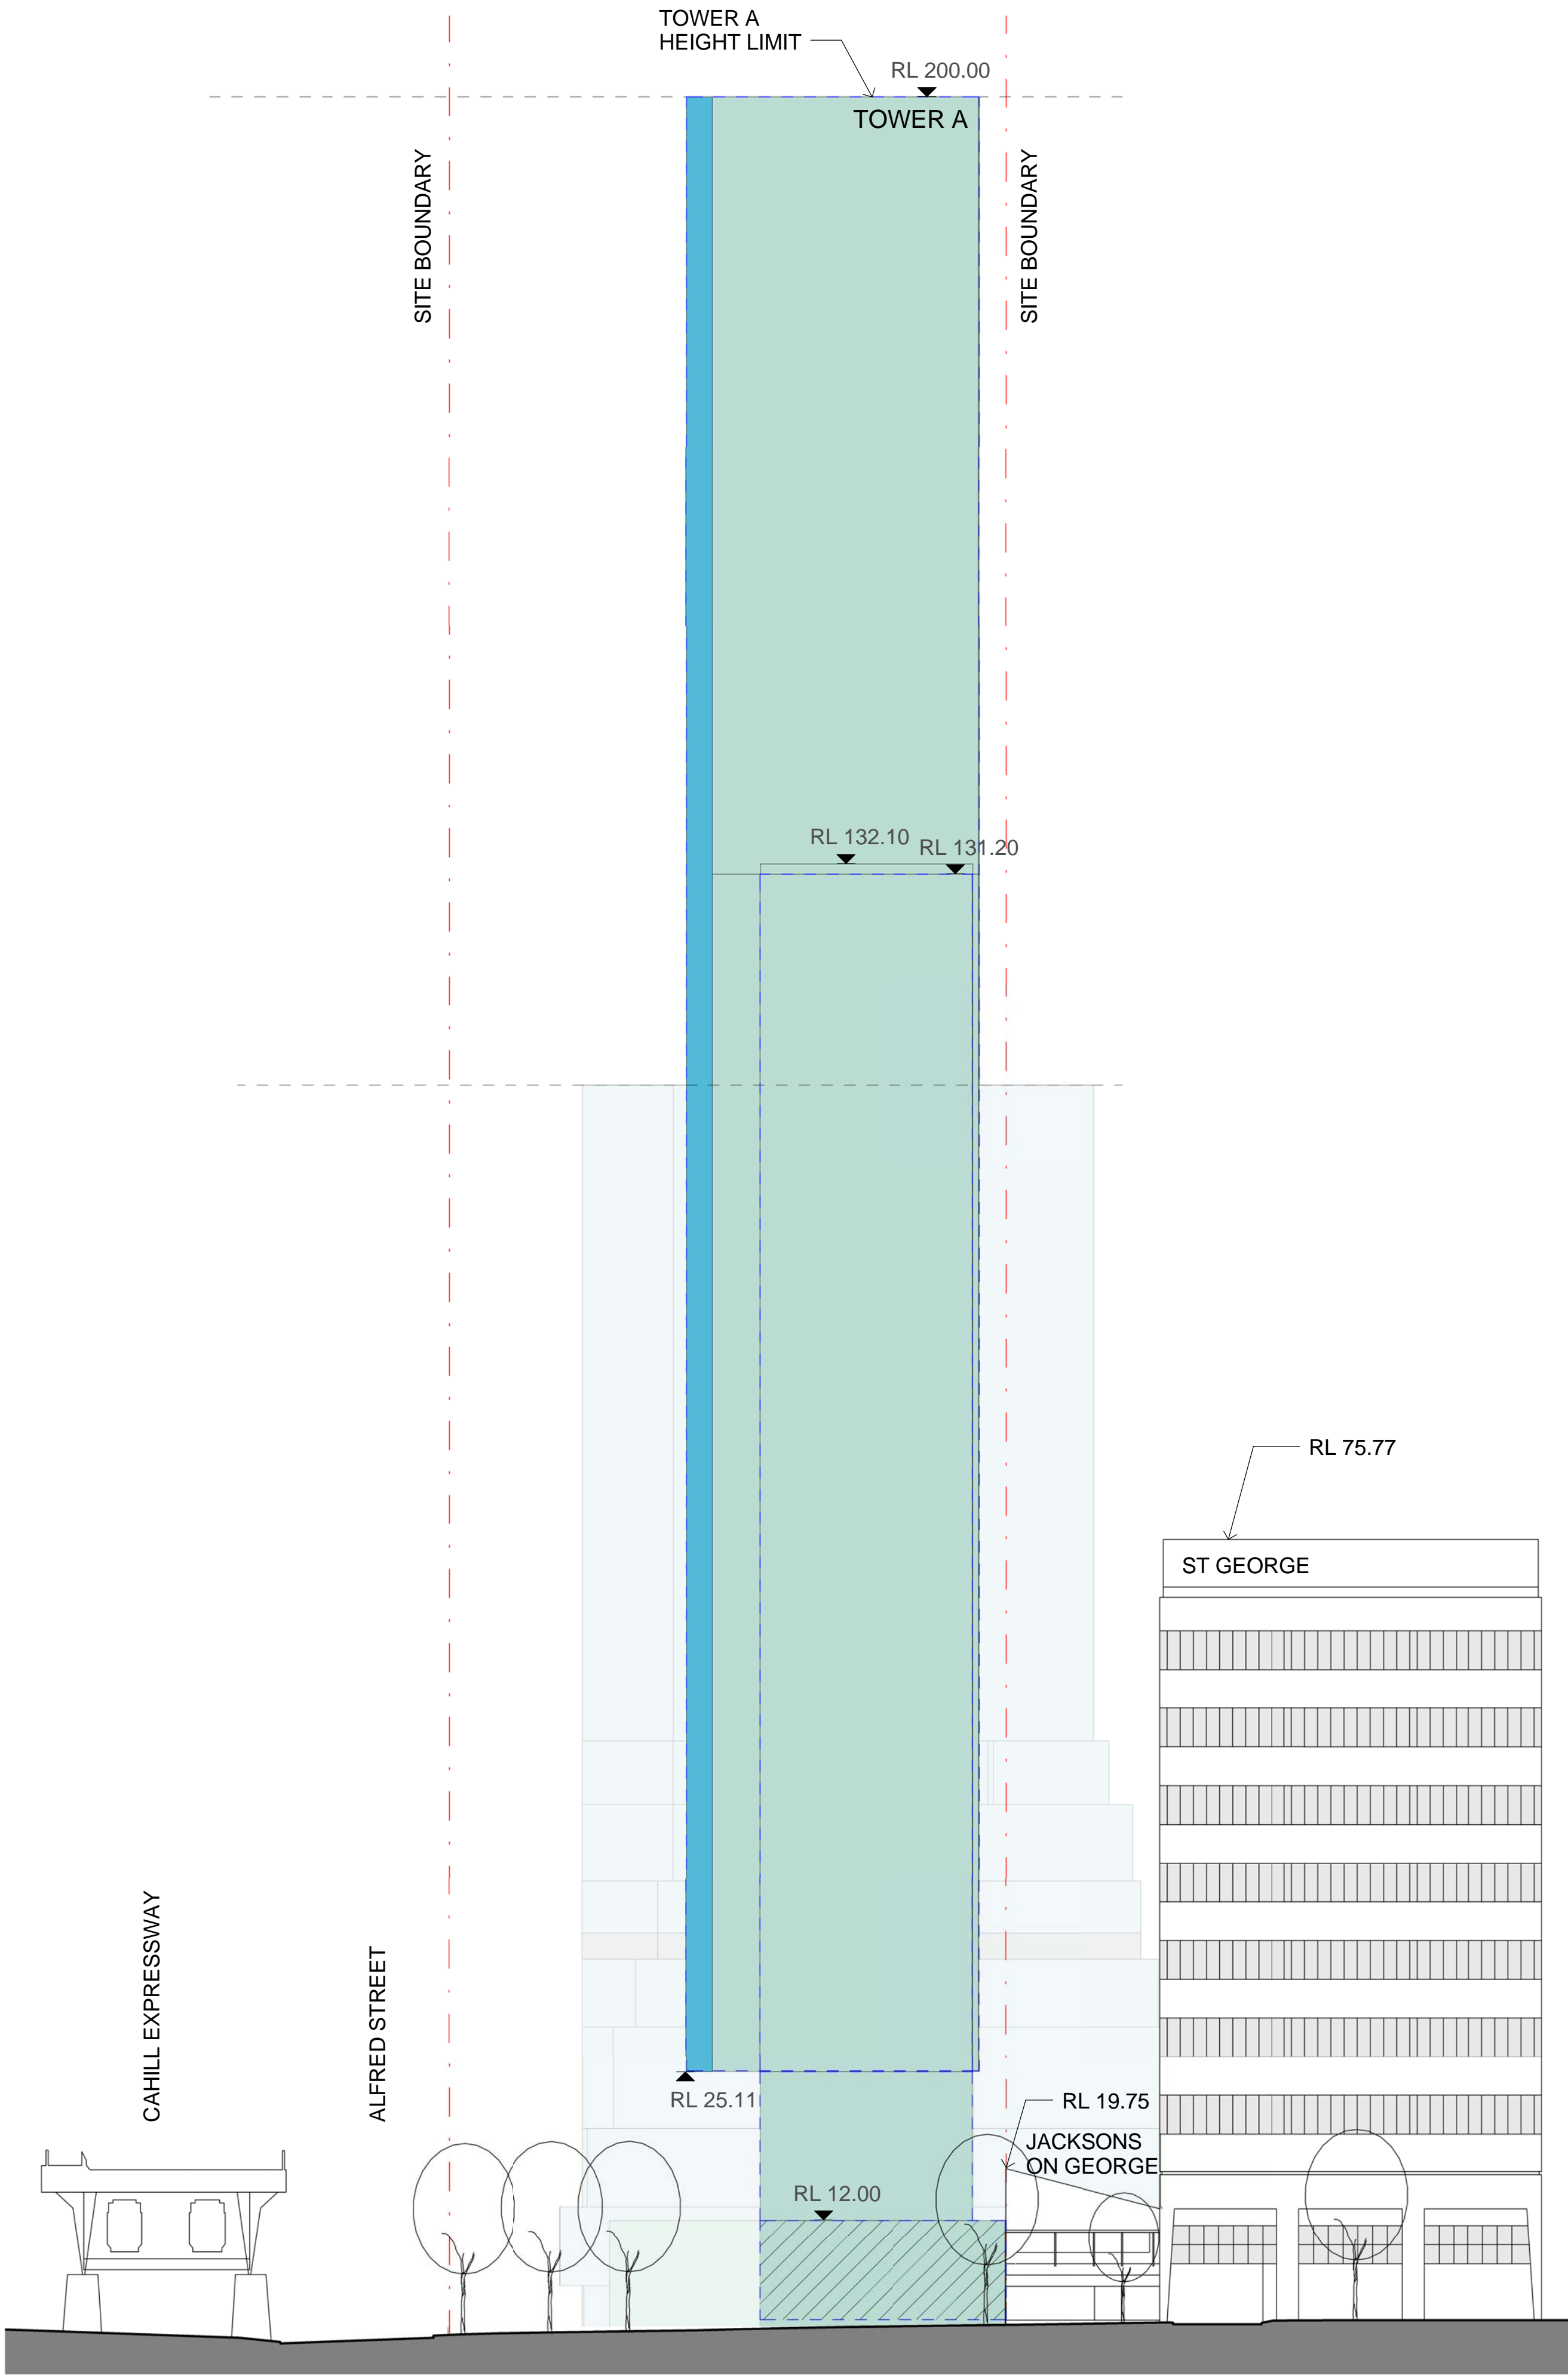 TOWER A
HEIGHT LIMIT
RL 200.00
TOWER A
SITE BOUNDARY
SITE BOUNDARY
RL 132.10
RL 131.20
RL 75.77
ST GEORGE
CAHILL EXPRESSWAY
ALFRED STREET
RL 25.11
RL 19.75
JACKSONS
ON GEORGE
RL 12.00